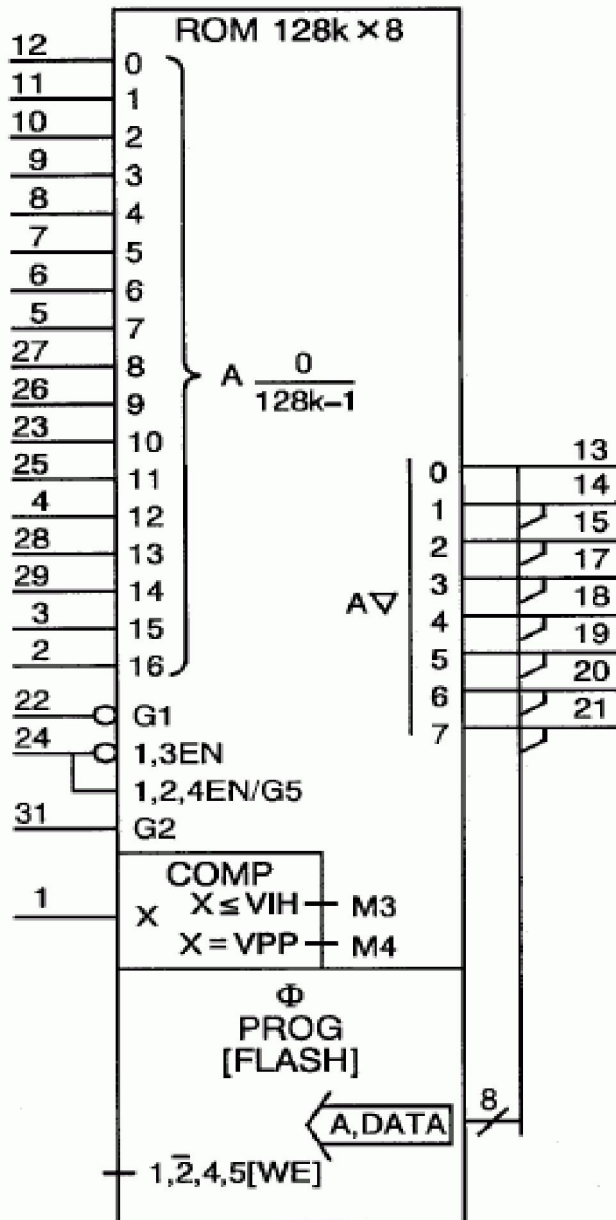 ROM 128k×8
12 0
11 1
10 2
9 3
8 4
7 5
6 6
5 7
27 8
26 9
23 10
25 11
4 12
28 13
29 14
3 15
2 16
A 0
128k–1
22 G1
24 1,3EN
1,2,4EN/G5
31 G2
A▽
0 13
1 14
2 15
3 17
4 18
5 19
6 20
7 21
COMP
1 X X ≤ VIH M3
X = VPP M4
Φ
PROG
[FLASH]
A,DATA 8
1,2̅,4,5[WE]